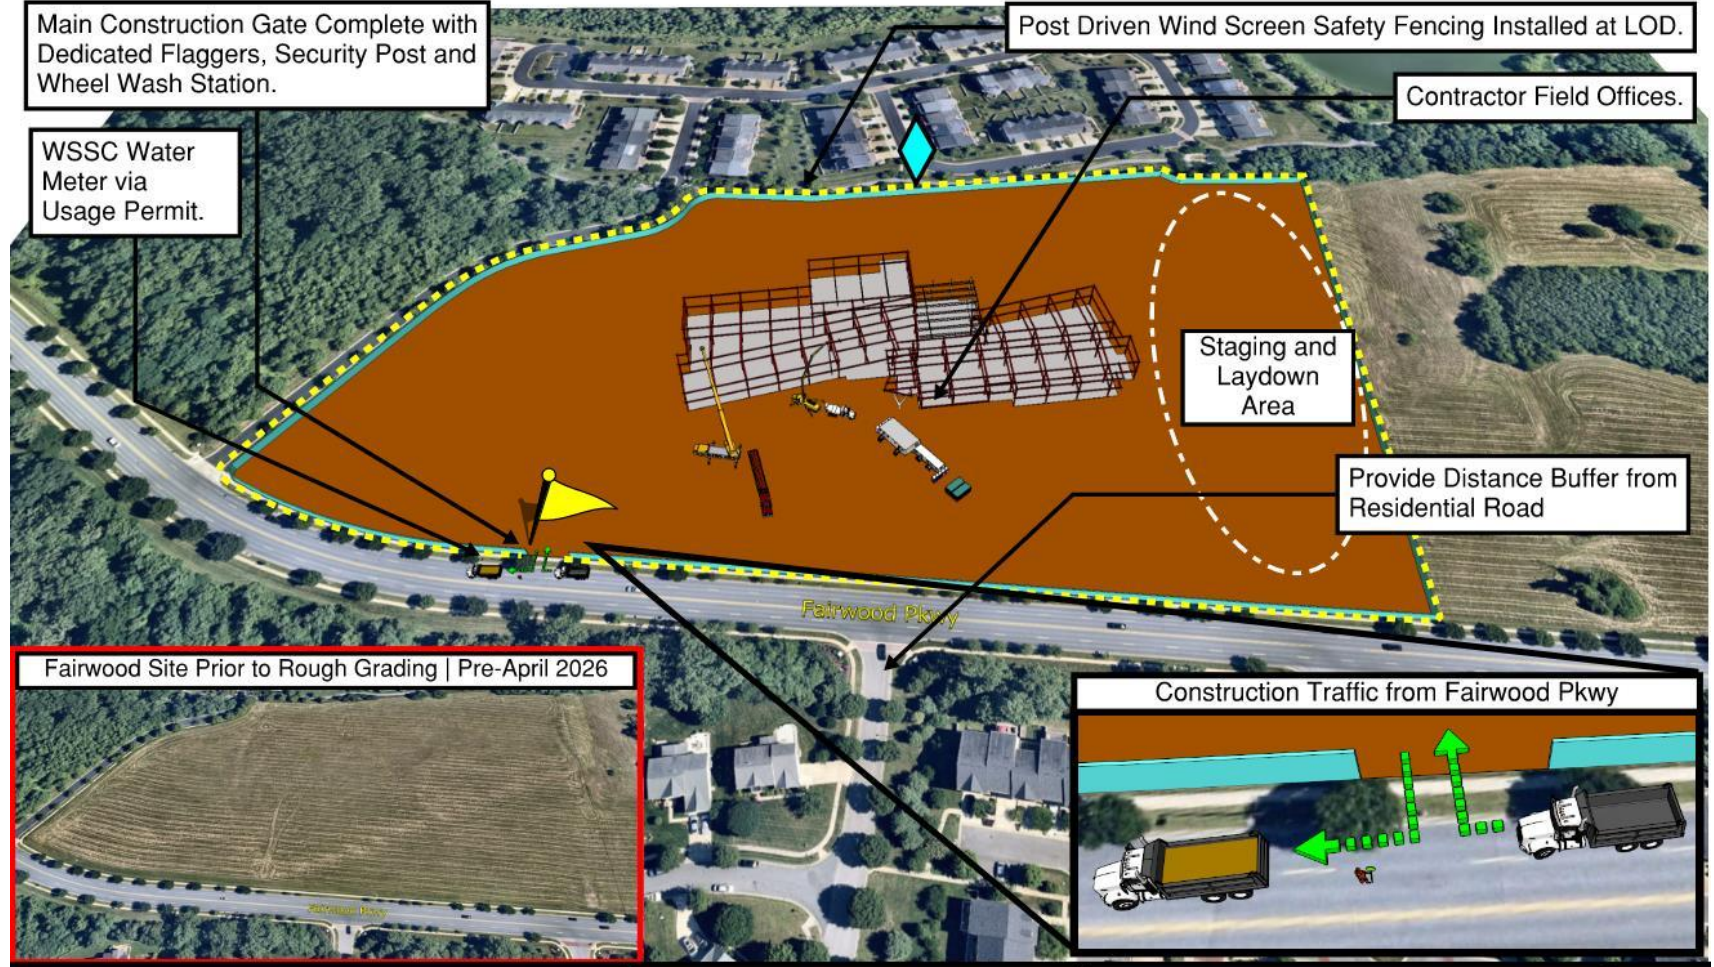 Main Construction Gate Complete with
Dedicated Flaggers, Security Post and
Wheel Wash Station.
Post Driven Wind Screen Safety Fencing Installed at LOD.
Contractor Field Offices.
WSSC Water
Meter via
Usage Permit.
Staging and
Laydown
Area
Provide Distance Buffer from
Residential Road
Fairwood Pkwy
Fairwood Site Prior to Rough Grading | Pre-April 2026
Fairwood Pkwy
Construction Traffic from Fairwood Pkwy